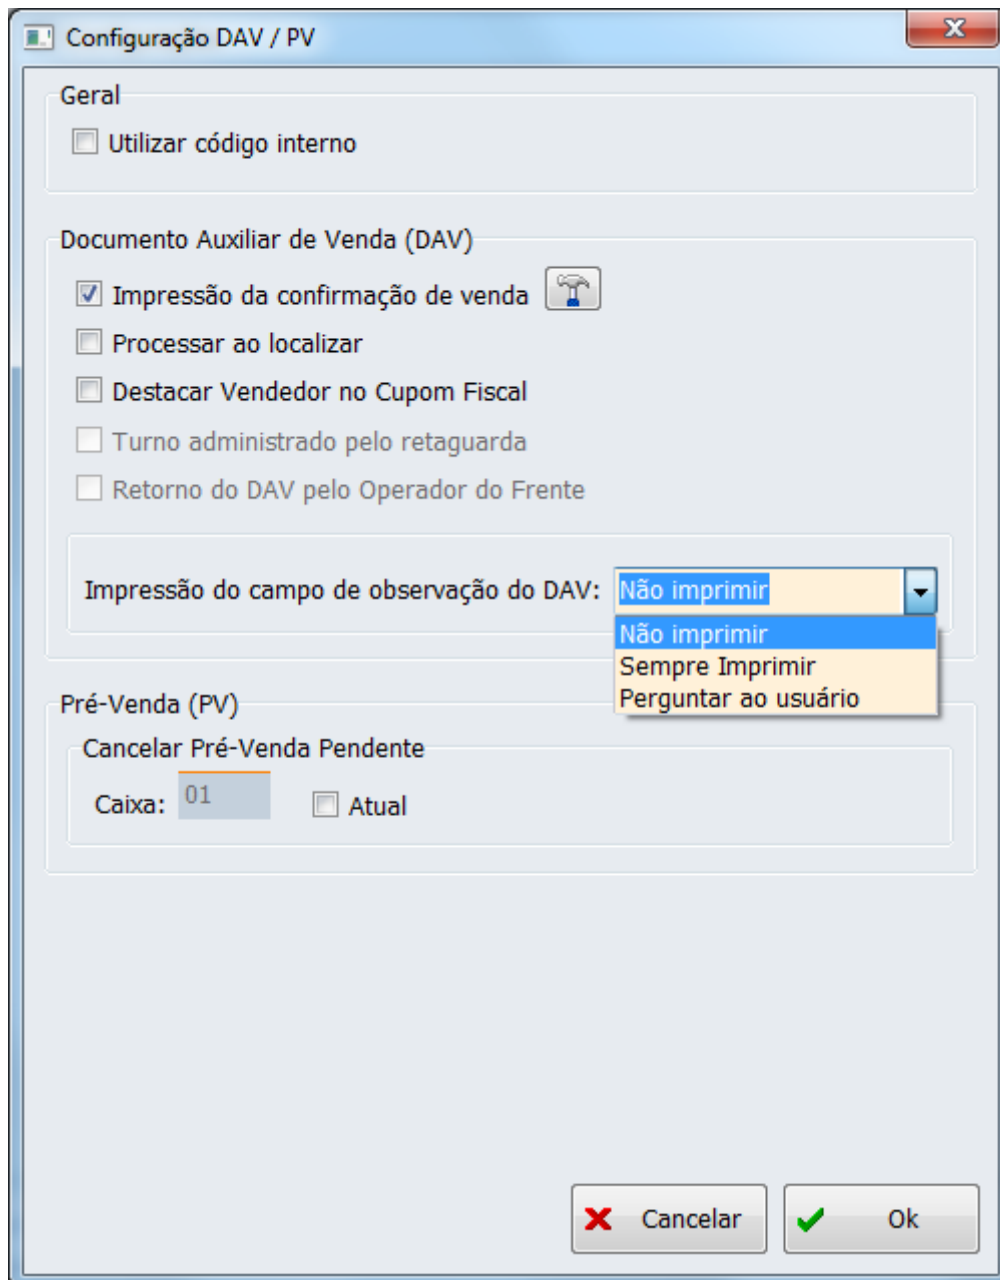 Configuração DAV / PV
Geral
Utilizar código interno
Documento Auxiliar de Venda (DAV)
Impressão da confirmação de venda
Processar ao localizar
Destacar Vendedor no Cupom Fiscal
Turno administrado pelo retaguarda
Retorno do DAV pelo Operador do Frente
Impressão do campo de observação do DAV: Não imprimir
Não imprimir
Sempre Imprimir
Perguntar ao usuário
Pré-Venda (PV)
Cancelar Pré-Venda Pendente
Caixa: 01 Atual
Cancelar Ok